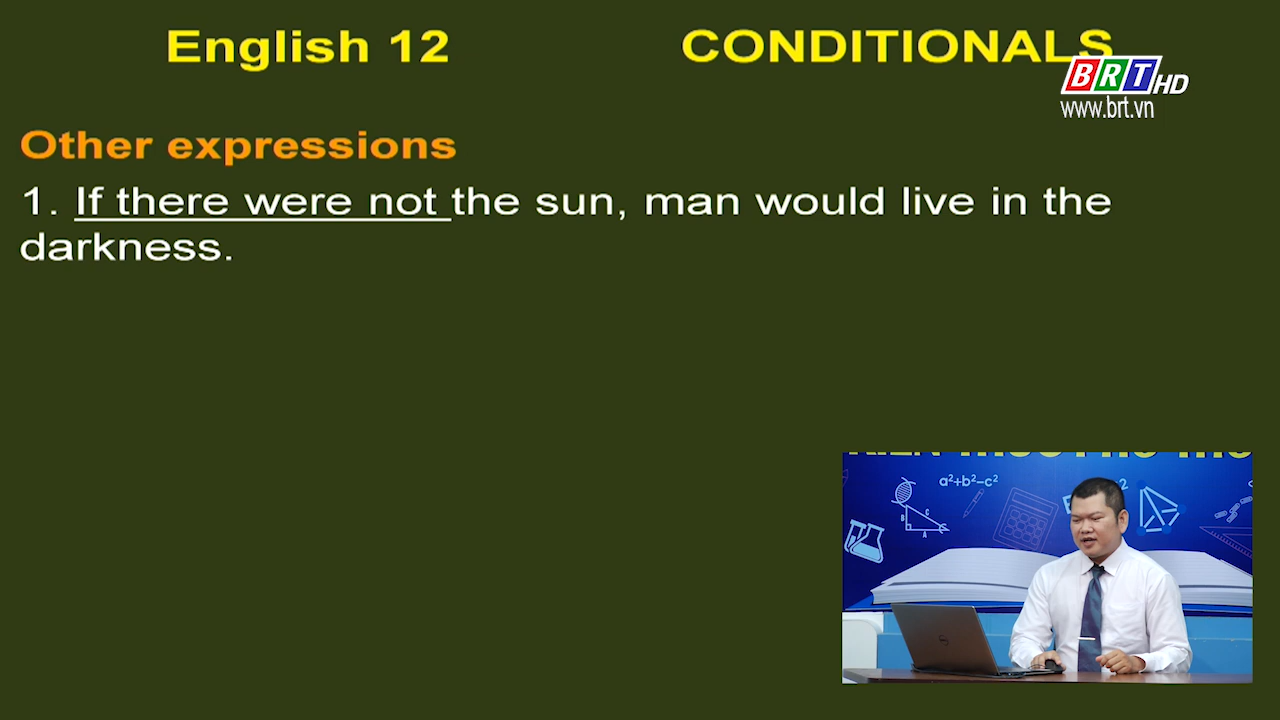 English 12
CONDITIONALS
BRT HD
www.brt.vn
Other expressions
1. If there were not the sun, man would live in the
darkness.
a²+b²–c²
B
C
A